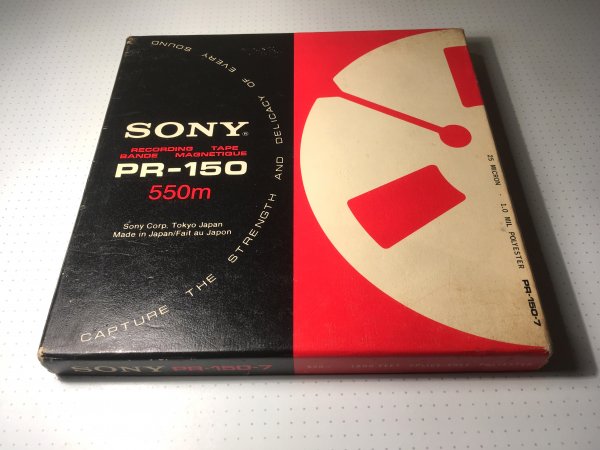 CAPTURE THE STRENGTH AND DELICACY OF EVERY SOUND
SONY®
RECORDING TAPE
BANDE MAGNETIQUE
PR-150
550m
Sony Corp. Tokyo Japan
Made in Japan/Fait au Japon
25 MICRON · 1.0 MIL POLYESTER PR-150-7
SONY PR-150-7